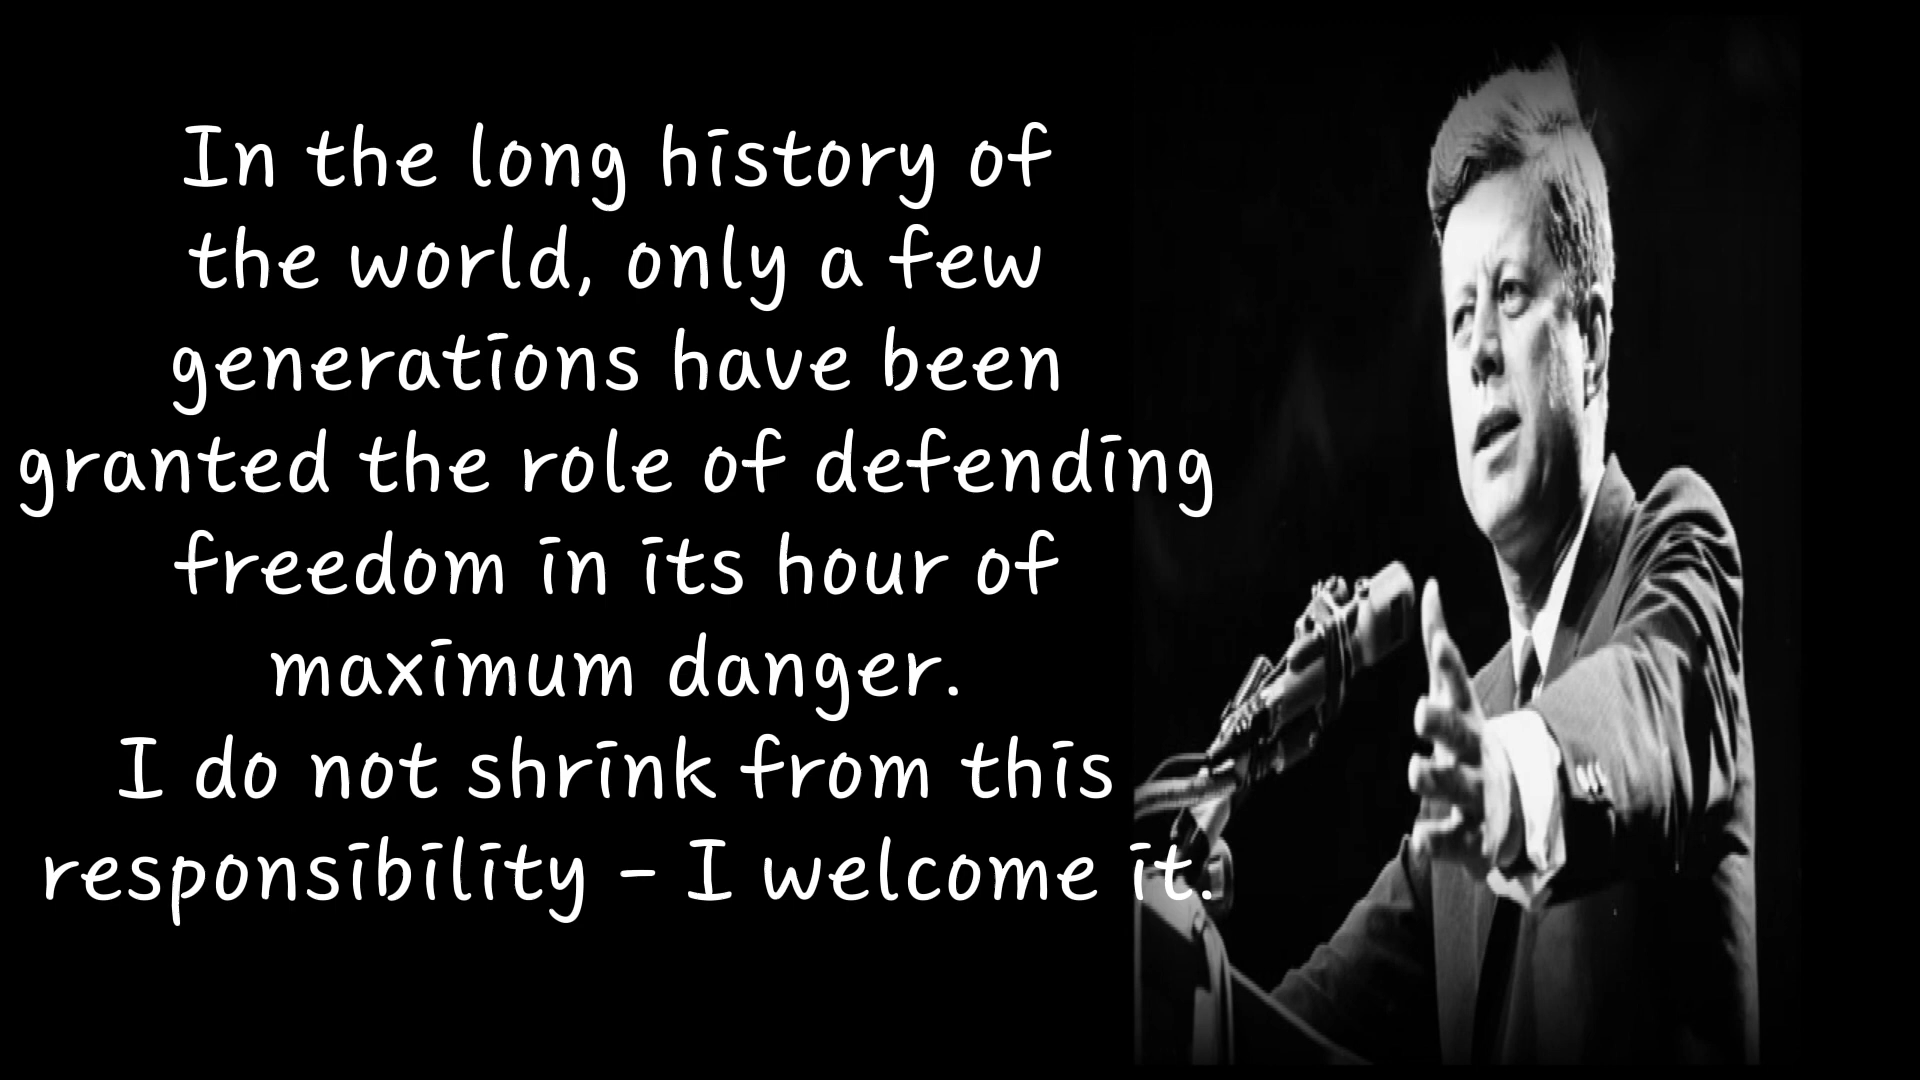 In the long history of
the world, only a few
generations have been
granted the role of defending
freedom in its hour of
maximum danger.
I do not shrink from this
responsibility - I welcome it.